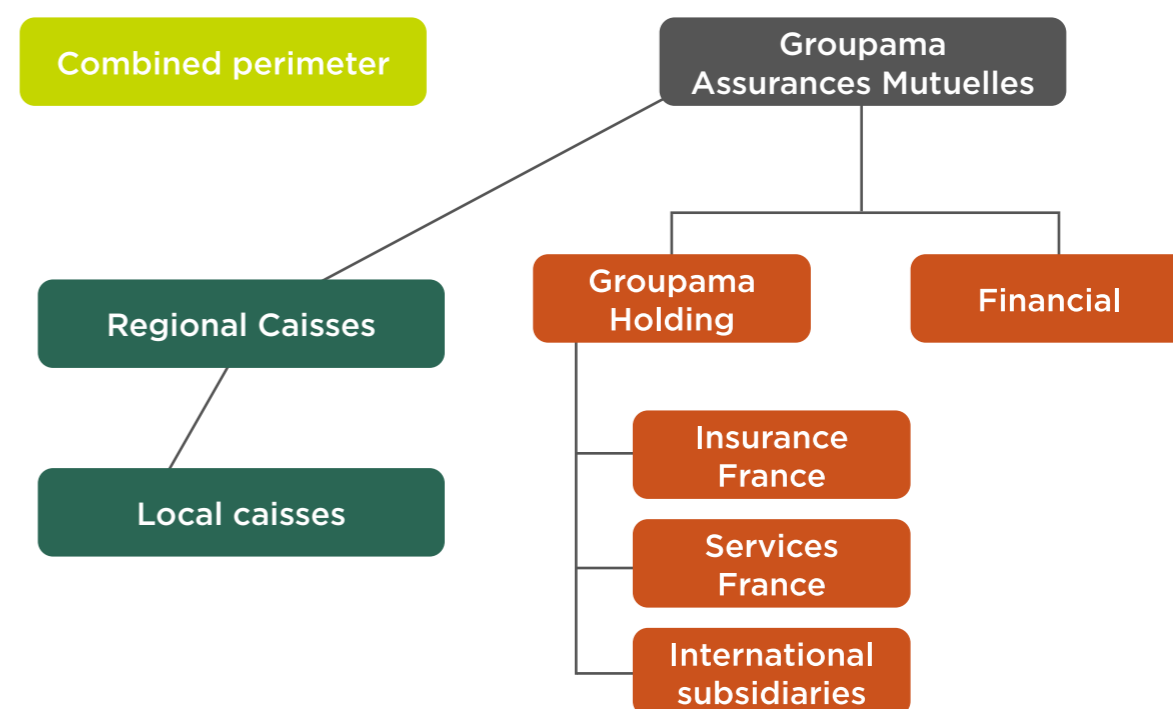 Combined perimeter
Groupama
Assurances Mutuelles
Regional Caisses
Groupama
Holding
Financial
Local caisses
Insurance
France
Services
France
International
subsidiaries